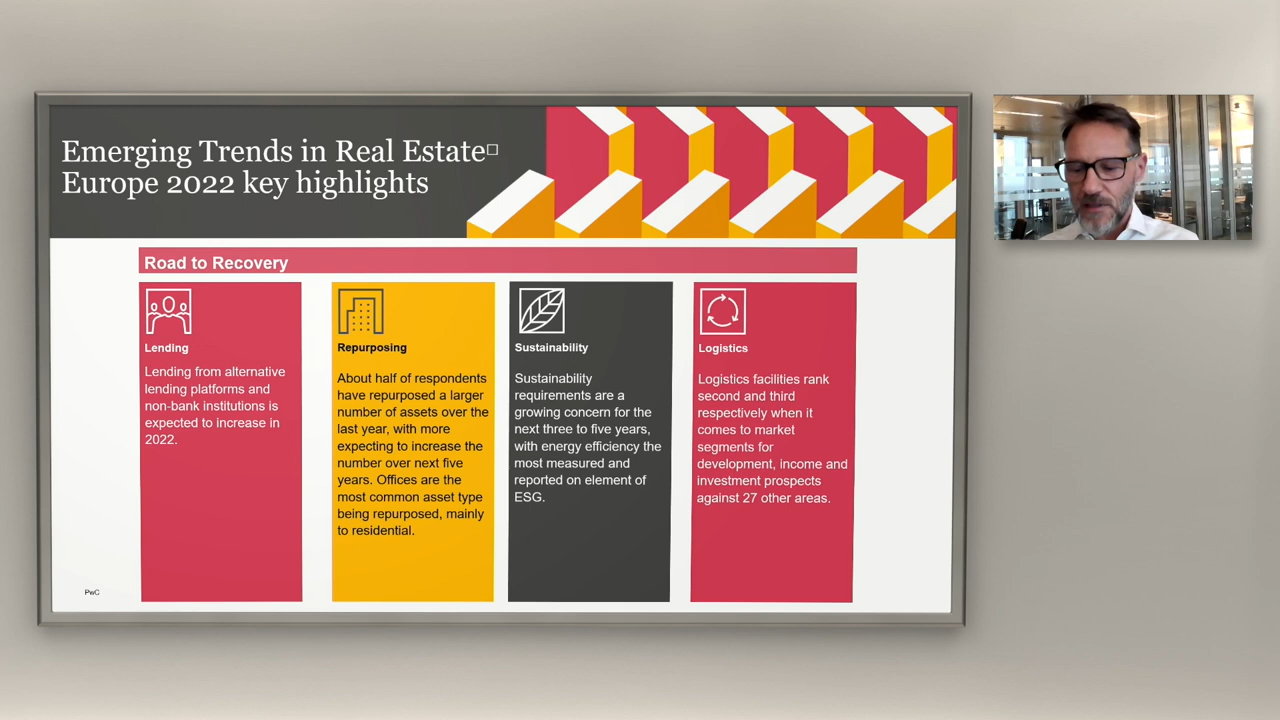 Emerging Trends in Real Estate□
Europe 2022 key highlights
Road to Recovery
Lending
Lending from alternative
lending platforms and
non-bank institutions is
expected to increase in
2022.
Repurposing
About half of respondents
have repurposed a larger
number of assets over the
last year, with more
expecting to increase the
number over next five
years. Offices are the
most common asset type
being repurposed, mainly
to residential.
Sustainability
Sustainability
requirements are a
growing concern for the
next three to five years,
with energy efficiency the
most measured and
reported on element of
ESG.
Logistics
Logistics facilities rank
second and third
respectively when it
comes to market
segments for
development, income and
investment prospects
against 27 other areas.
PwC